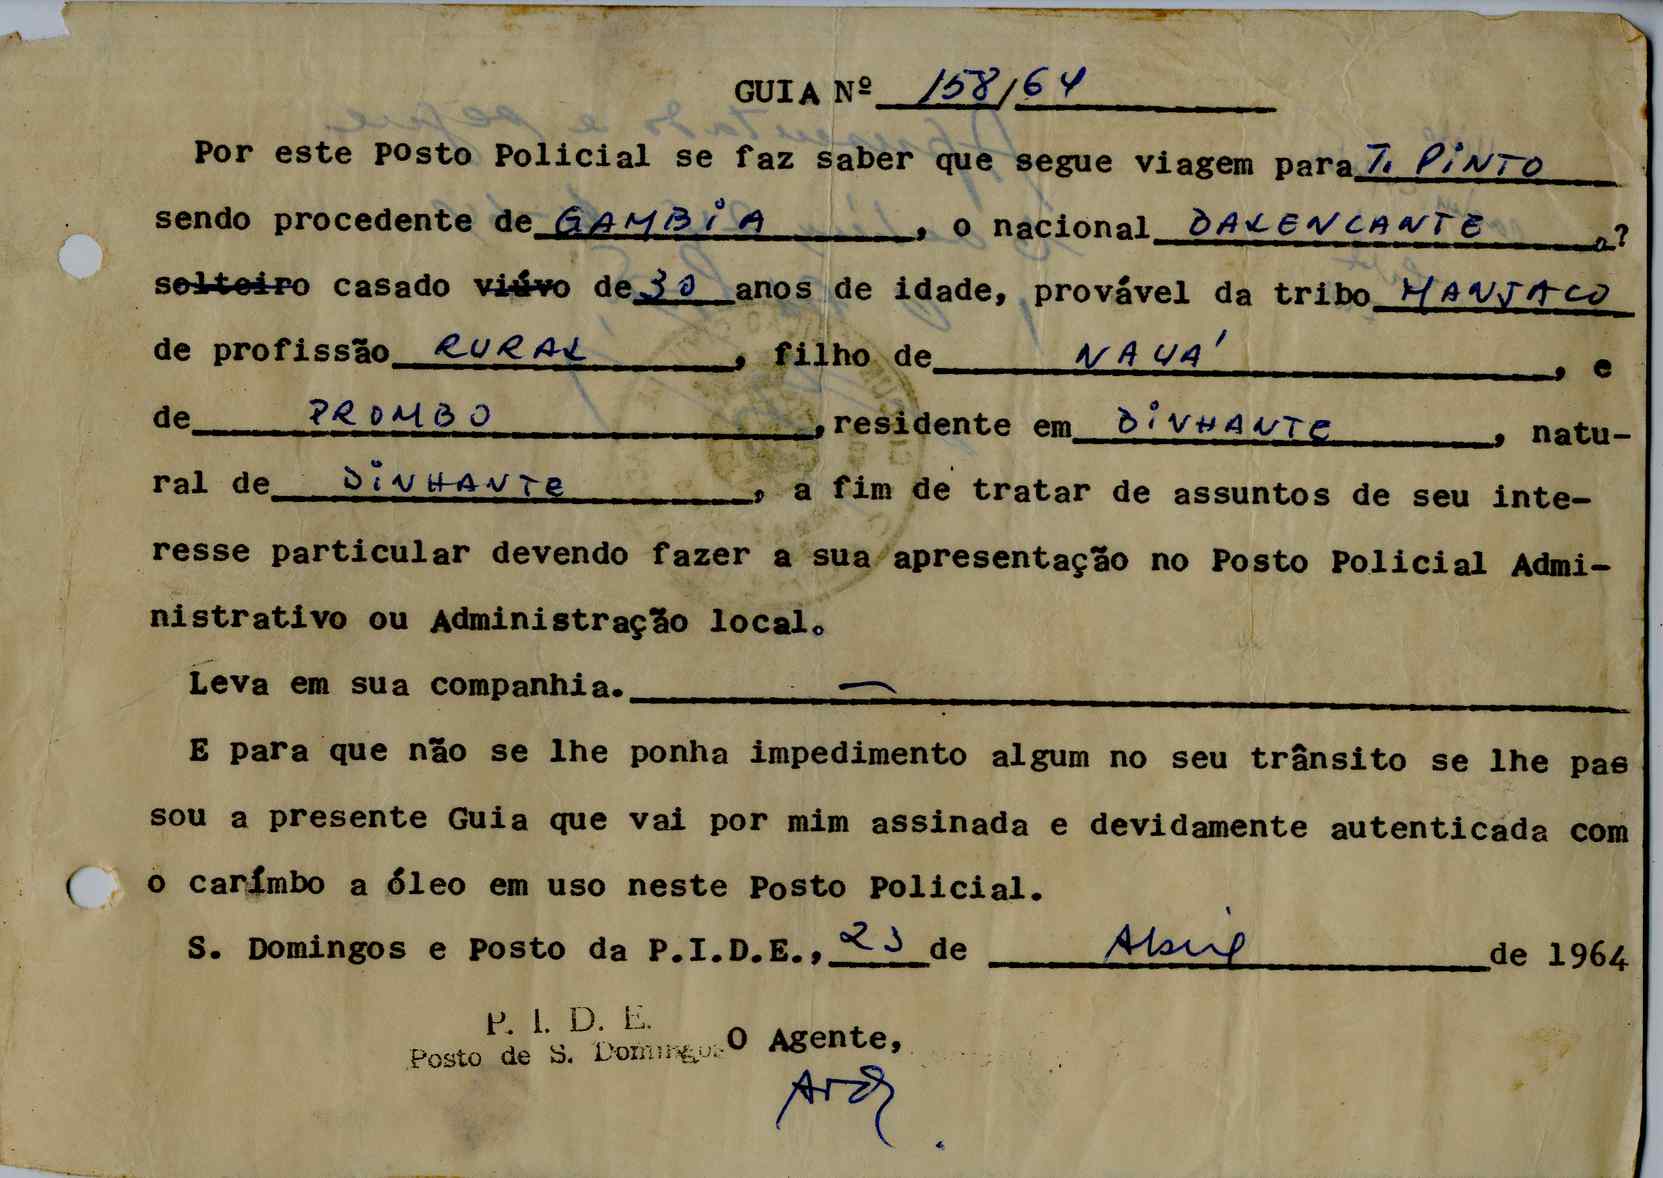 GUIA Nº 158/64
Por este Posto Policial se faz saber que segue viagem para T. PINTO
sendo procedente de GAMBIA, o nacional DALENCANTE ?
solteiro casado viúvo de 30 anos de idade, provável da tribo MANJACO
de profissão RURAL, filho de NAUÁ, e
de PROMBO, residente em DINHANTE, natu-
ral de DINHANTE, a fim de tratar de assuntos de seu inte-
resse particular devendo fazer a sua apresentação no Posto Policial Admi-
nistrativo ou Administração local.
Leva em sua companhia. —
E para que não se lhe ponha impedimento algum no seu trânsito se lhe pas
sou a presente Guia que vai por mim assinada e devidamente autenticada com
o carímbo a óleo em uso neste Posto Policial.
S. Domingos e Posto da P.I.D.E., 23 de Abril de 1964
P. I. D. E.
Posto de S. Domingos
O Agente,